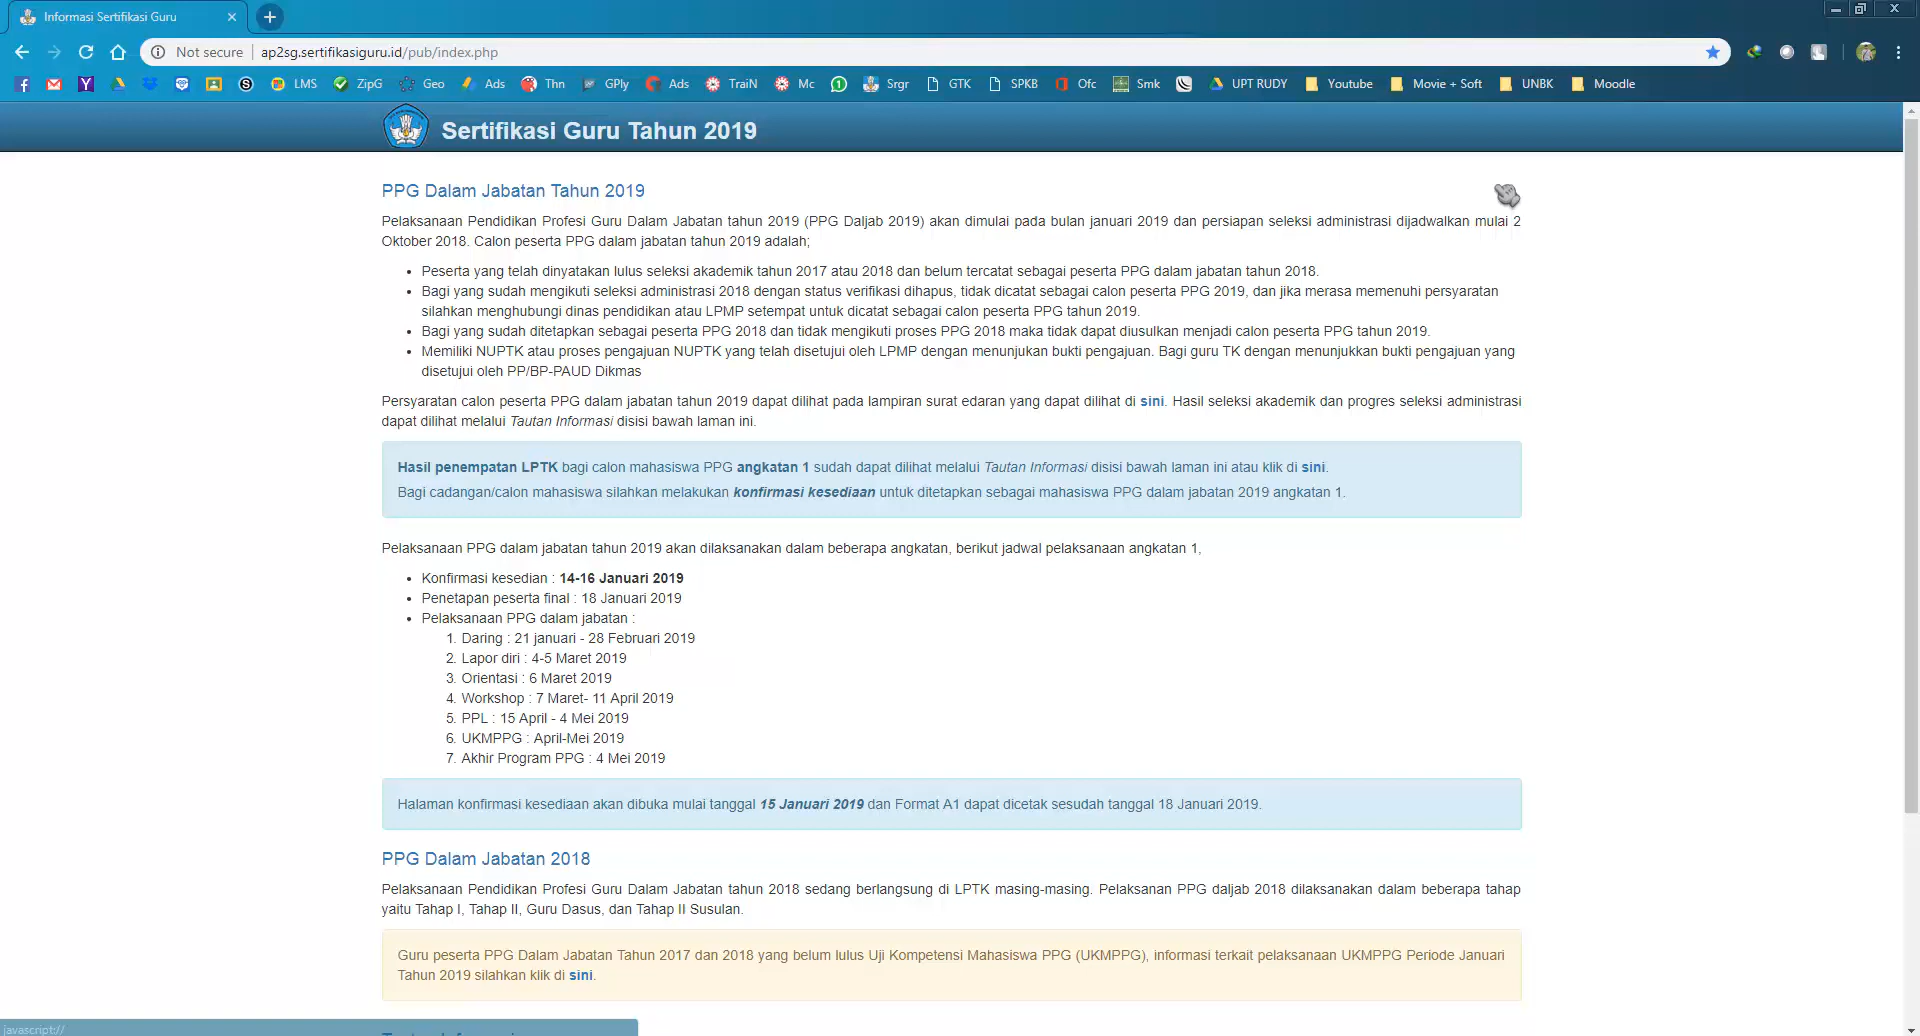 Informasi Sertifikasi Guru
Not secure | ap2sg.sertifikasiguru.id/pub/index.php
LMS ZipG Geo Ads Thn GPly Ads TraiN Mc Srgr GTK SPKB Ofc Smk UPT RUDY Youtube Movie + Soft UNBK Moodle
Sertifikasi Guru Tahun 2019
PPG Dalam Jabatan Tahun 2019
Pelaksanaan Pendidikan Profesi Guru Dalam Jabatan tahun 2019 (PPG Daljab 2019) akan dimulai pada bulan januari 2019 dan persiapan seleksi administrasi dijadwalkan mulai 2
Oktober 2018. Calon peserta PPG dalam jabatan tahun 2019 adalah;
• Peserta yang telah dinyatakan lulus seleksi akademik tahun 2017 atau 2018 dan belum tercatat sebagai peserta PPG dalam jabatan tahun 2018.
• Bagi yang sudah mengikuti seleksi administrasi 2018 dengan status verifikasi dihapus, tidak dicatat sebagai calon peserta PPG 2019, dan jika merasa memenuhi persyaratan
silahkan menghubungi dinas pendidikan atau LPMP setempat untuk dicatat sebagai calon peserta PPG tahun 2019.
• Bagi yang sudah ditetapkan sebagai peserta PPG 2018 dan tidak mengikuti proses PPG 2018 maka tidak dapat diusulkan menjadi calon peserta PPG tahun 2019.
• Memiliki NUPTK atau proses pengajuan NUPTK yang telah disetujui oleh LPMP dengan menunjukan bukti pengajuan. Bagi guru TK dengan menunjukkan bukti pengajuan yang
disetujui oleh PP/BP-PAUD Dikmas
Persyaratan calon peserta PPG dalam jabatan tahun 2019 dapat dilihat pada lampiran surat edaran yang dapat dilihat di sini. Hasil seleksi akademik dan progres seleksi administrasi
dapat dilihat melalui Tautan Informasi disisi bawah laman ini.
Hasil penempatan LPTK bagi calon mahasiswa PPG angkatan 1 sudah dapat dilihat melalui Tautan Informasi disisi bawah laman ini atau klik di sini.
Bagi cadangan/calon mahasiswa silahkan melakukan konfirmasi kesediaan untuk ditetapkan sebagai mahasiswa PPG dalam jabatan 2019 angkatan 1.
Pelaksanaan PPG dalam jabatan tahun 2019 akan dilaksanakan dalam beberapa angkatan, berikut jadwal pelaksanaan angkatan 1,
• Konfirmasi kesedian : 14-16 Januari 2019
• Penetapan peserta final : 18 Januari 2019
• Pelaksanaan PPG dalam jabatan :
1. Daring : 21 januari - 28 Februari 2019
2. Lapor diri : 4-5 Maret 2019
3. Orientasi : 6 Maret 2019
4. Workshop : 7 Maret- 11 April 2019
5. PPL : 15 April - 4 Mei 2019
6. UKMPPG : April-Mei 2019
7. Akhir Program PPG : 4 Mei 2019
Halaman konfirmasi kesediaan akan dibuka mulai tanggal 15 Januari 2019 dan Format A1 dapat dicetak sesudah tanggal 18 Januari 2019.
PPG Dalam Jabatan 2018
Pelaksanaan Pendidikan Profesi Guru Dalam Jabatan tahun 2018 sedang berlangsung di LPTK masing-masing. Pelaksanan PPG daljab 2018 dilaksanakan dalam beberapa tahap
yaitu Tahap I, Tahap II, Guru Dasus, dan Tahap II Susulan.
Guru peserta PPG Dalam Jabatan Tahun 2017 dan 2018 yang belum lulus Uji Kompetensi Mahasiswa PPG (UKMPPG), informasi terkait pelaksanaan UKMPPG Periode Januari
Tahun 2019 silahkan klik di sini.
javascript://